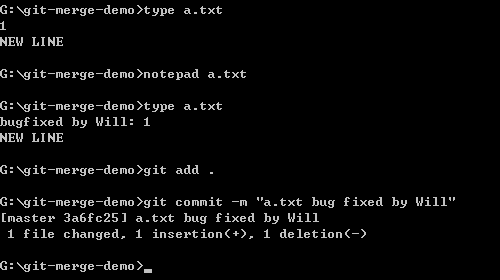 G:\git-merge-demo>type a.txt
1
NEW LINE
G:\git-merge-demo>notepad a.txt
G:\git-merge-demo>type a.txt
bugfixed by Will: 1
NEW LINE
G:\git-merge-demo>git add .
G:\git-merge-demo>git commit -m "a.txt bug fixed by Will"
[master 3a6fc25] a.txt bug fixed by Will
 1 file changed, 1 insertion(+), 1 deletion(-)
G:\git-merge-demo>